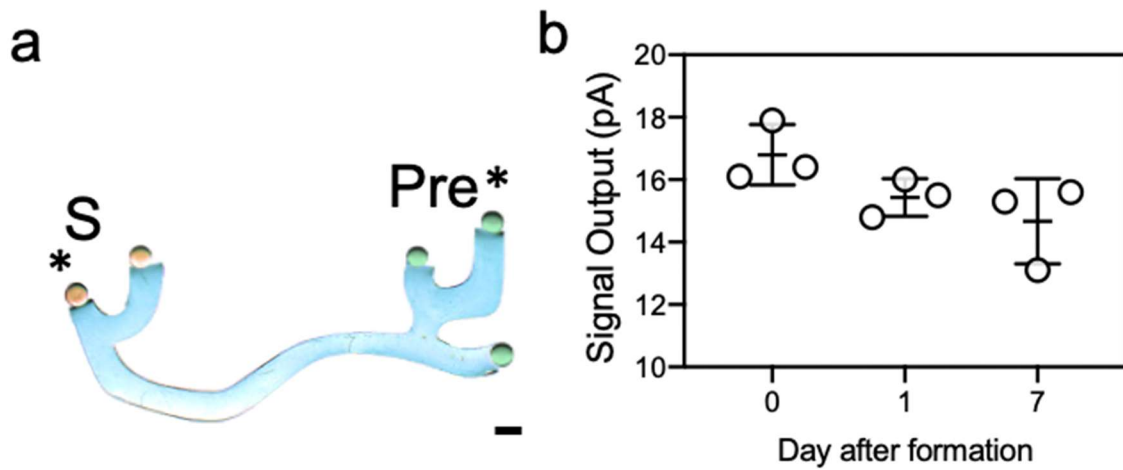 a
S
*
Pre*
b
Signal Output (pA)
20
18
16
14
12
10
0 1 7
Day after formation